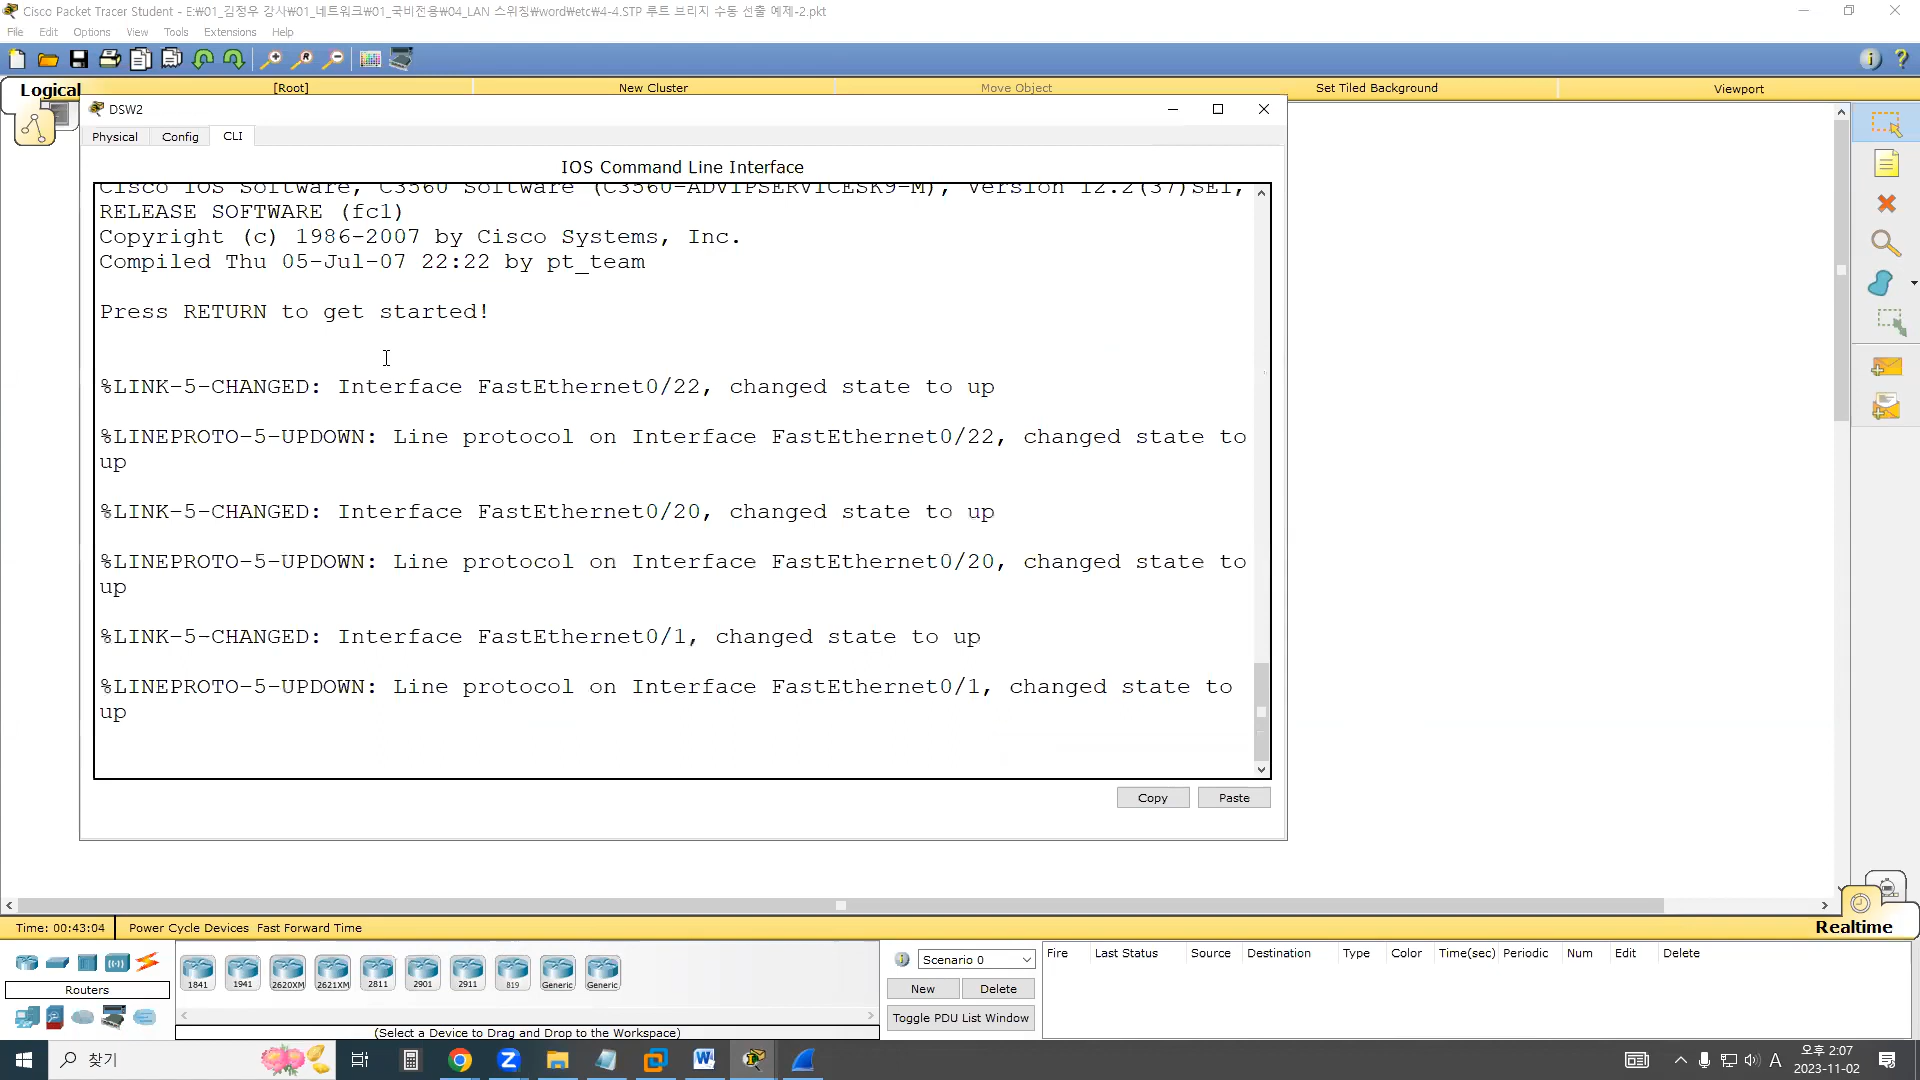 Cisco Packet Tracer Student - E:₩01_김정우 강사₩01_네트워크₩01_국비전용₩04_LAN 스위칭₩word₩etc₩4-4.STP 루트 브리지 수동 선출 예제-2.pkt
File Edit Options View Tools Extensions Help
Logical [Root] New Cluster Move Object Set Tiled Background Viewport
DSW2
Physical Config CLI
IOS Command Line Interface
Cisco IOS Software, C3560 Software (C3560-ADVIPSERVICESK9-M), Version 12.2(37)SE1,
RELEASE SOFTWARE (fc1)
Copyright (c) 1986-2007 by Cisco Systems, Inc.
Compiled Thu 05-Jul-07 22:22 by pt_team
Press RETURN to get started!
%LINK-5-CHANGED: Interface FastEthernet0/22, changed state to up
%LINEPROTO-5-UPDOWN: Line protocol on Interface FastEthernet0/22, changed state to
up
%LINK-5-CHANGED: Interface FastEthernet0/20, changed state to up
%LINEPROTO-5-UPDOWN: Line protocol on Interface FastEthernet0/20, changed state to
up
%LINK-5-CHANGED: Interface FastEthernet0/1, changed state to up
%LINEPROTO-5-UPDOWN: Line protocol on Interface FastEthernet0/1, changed state to
up
Copy Paste
Time: 00:43:04 Power Cycle Devices Fast Forward Time
Realtime
Routers
1841 1941 2620XM 2621XM 2811 2901 2911 819 Generic Generic
(Select a Device to Drag and Drop to the Workspace)
Scenario 0
New Delete
Toggle PDU List Window
Fire Last Status Source Destination Type Color Time(sec) Periodic Num Edit Delete
찾기
A
오후 2:07
2023-11-02